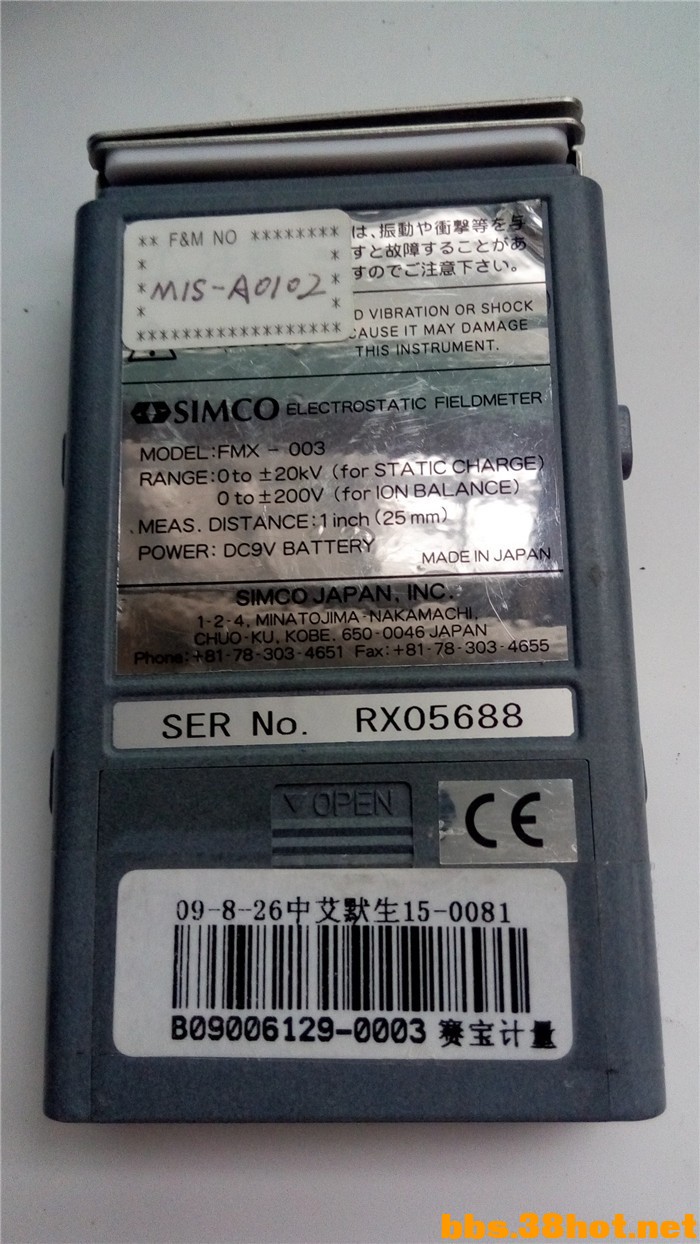 ** F&M NO ********
* *
*MIS-A0102 *
* *
*****************
は、振動や衝撃等を与
すと故障することがあ
すのでご注意下さい。
D VIBRATION OR SHOCK
CAUSE IT MAY DAMAGE
THIS INSTRUMENT.
SIMCO ELECTROSTATIC FIELDMETER
MODEL:FMX - 003
RANGE:0 to ±20kV (for STATIC CHARGE)
0 to ±200V (for ION BALANCE)
MEAS. DISTANCE:1 inch (25 mm)
POWER: DC9V BATTERY
MADE IN JAPAN
SIMCO JAPAN, INC.
1-2-4, MINATOJIMA-NAKAMACHI,
CHUO-KU, KOBE. 650-0046 JAPAN
Phone:+81-78-303-4651 Fax:+81-78-303-4655
SER No. RX05688
OPEN
CE
09-8-26中艾默生15-0081
B09006129-0003 赛宝计量
bbs.38hot.net